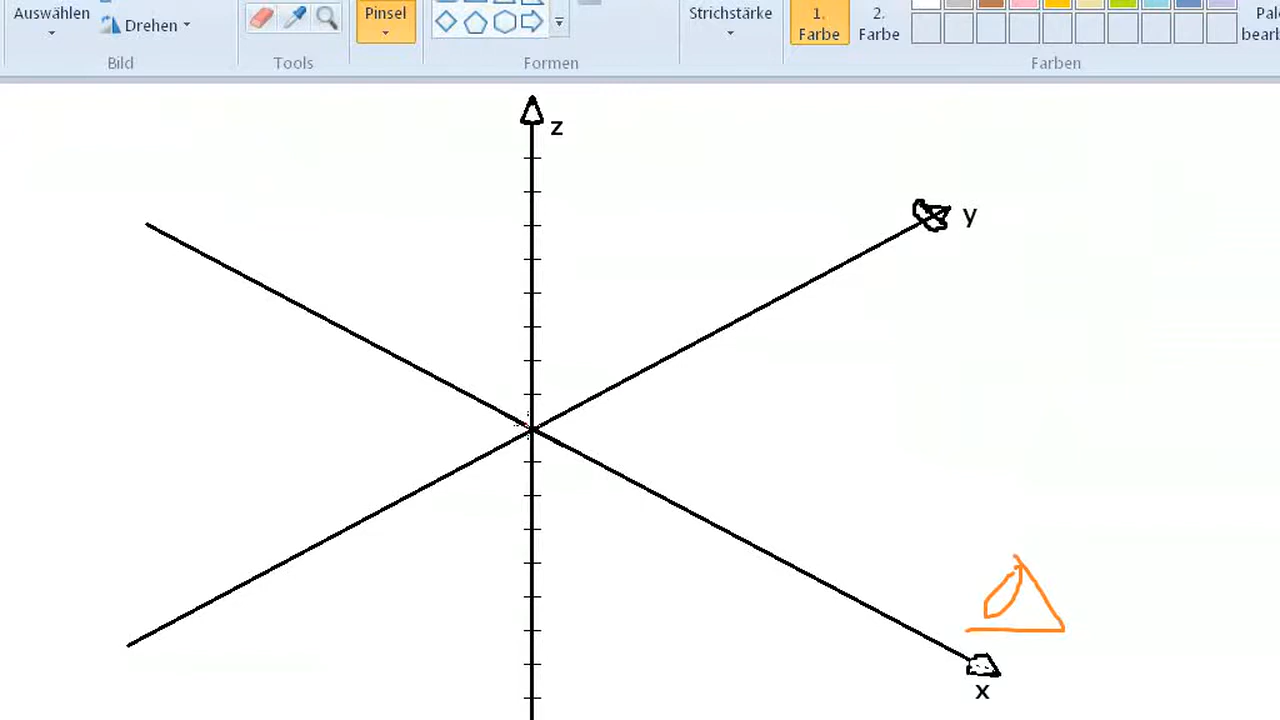 Auswählen
Drehen
Pinsel
Strichstärke
1.
Farbe
2.
Farbe
Bild
Tools
Formen
Farben
z
y
x